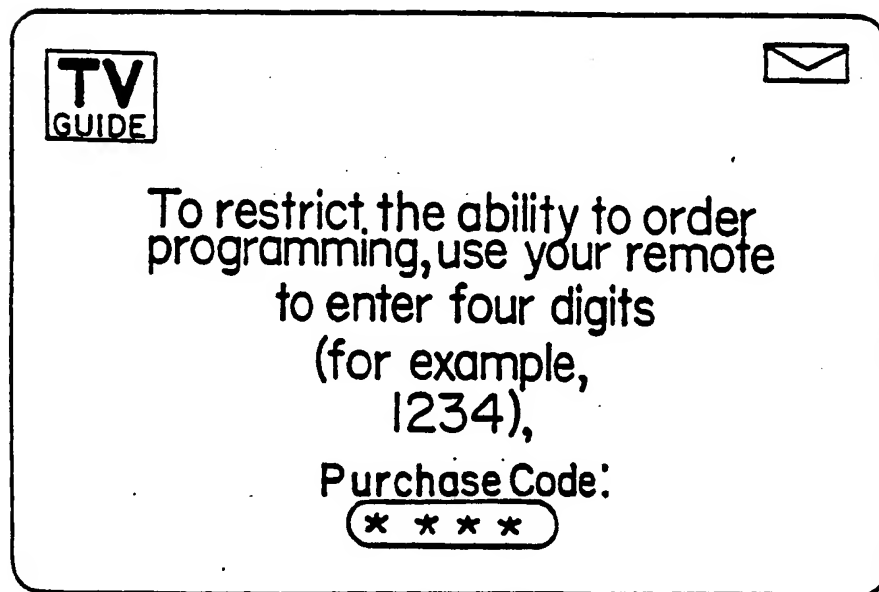 TV
GUIDE
To restrict the ability to order
programming, use your remote
to enter four digits
(for example,
1234),
Purchase Code:
* * * *